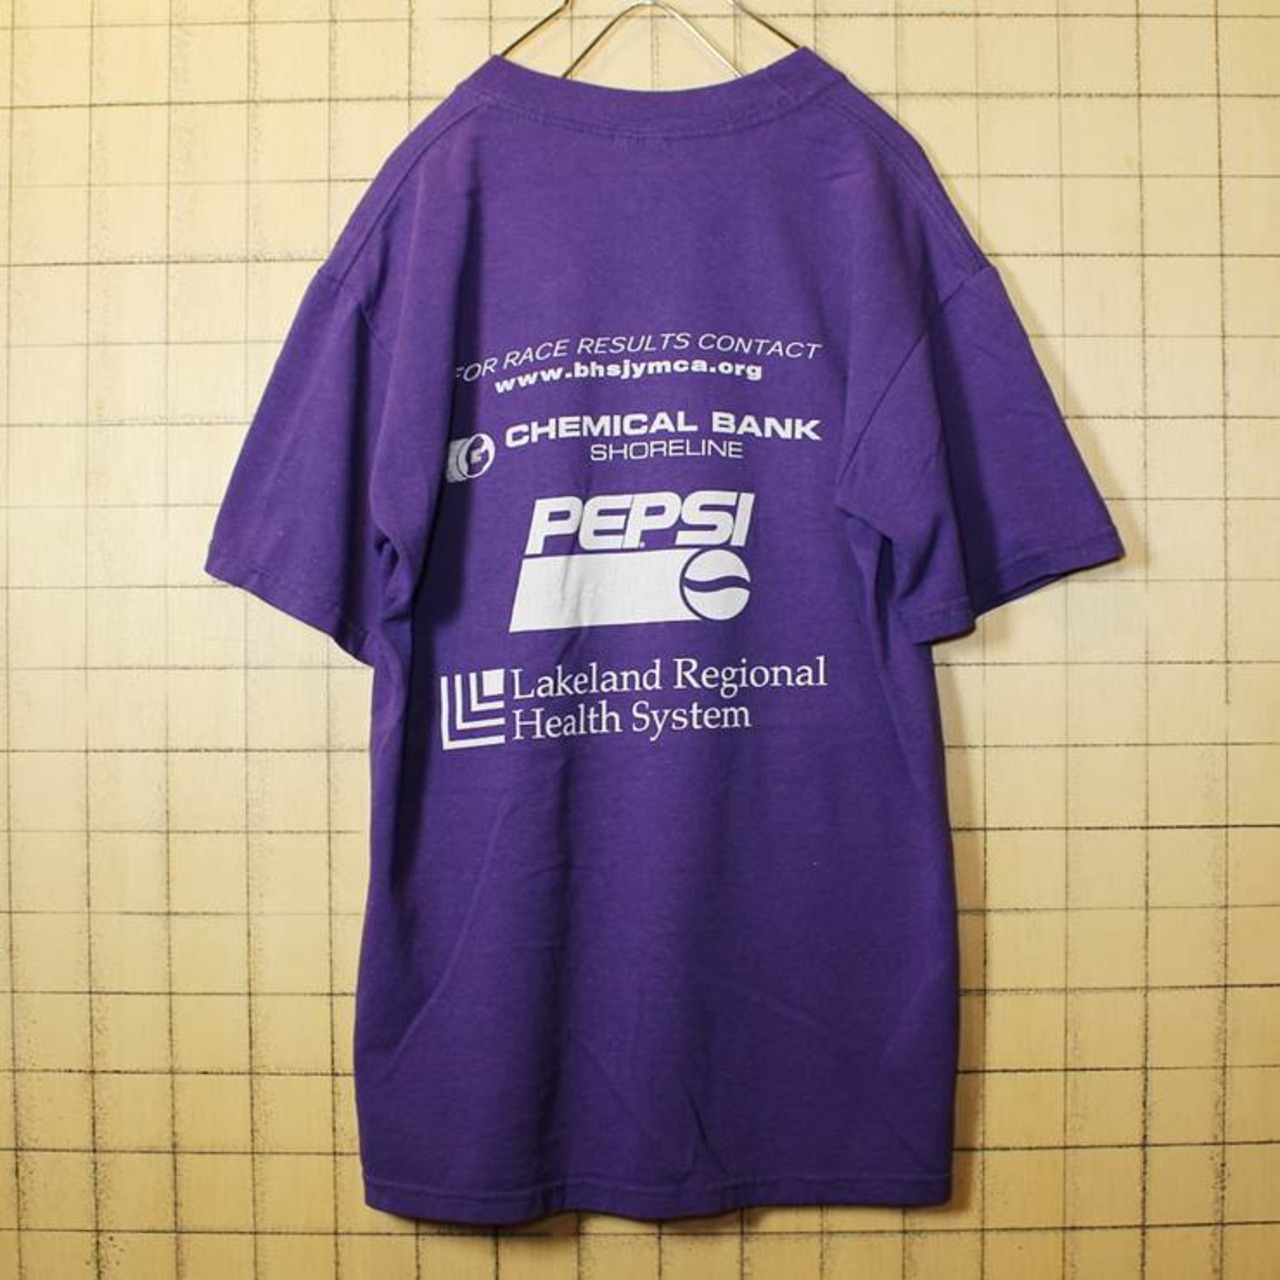 FOR RACE RESULTS CONTACT
www.bhsjymca.org
CHEMICAL BANK
SHORELINE
PEPSI
Lakeland Regional
Health System